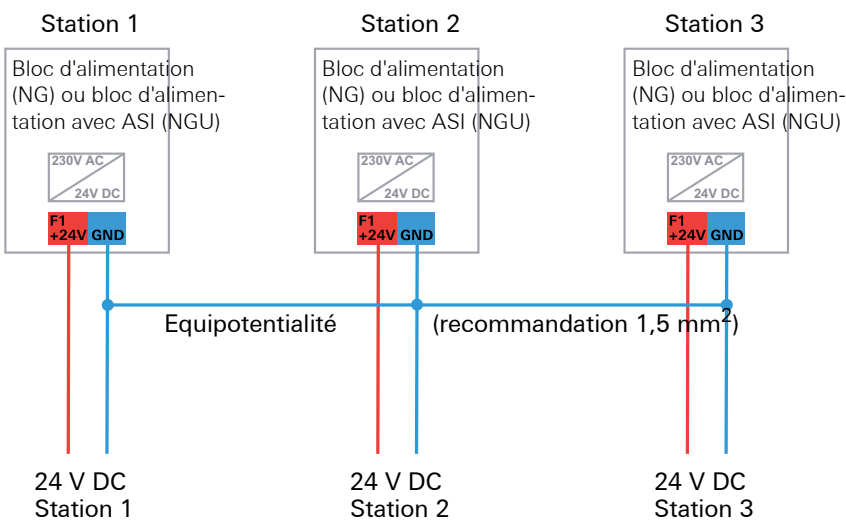 Station 1
Station 2
Station 3
Bloc d'alimentation
(NG) ou bloc d'alimen-
tation avec ASI (NGU)
230V AC
24V DC
F1
+24V GND
Bloc d'alimentation
(NG) ou bloc d'alimen-
tation avec ASI (NGU)
230V AC
24V DC
F1
+24V GND
Bloc d'alimentation
(NG) ou bloc d'alimen-
tation avec ASI (NGU)
230V AC
24V DC
F1
+24V GND
Equipotentialité (recommandation 1,5 mm²)
24 V DC
Station 1
24 V DC
Station 2
24 V DC
Station 3